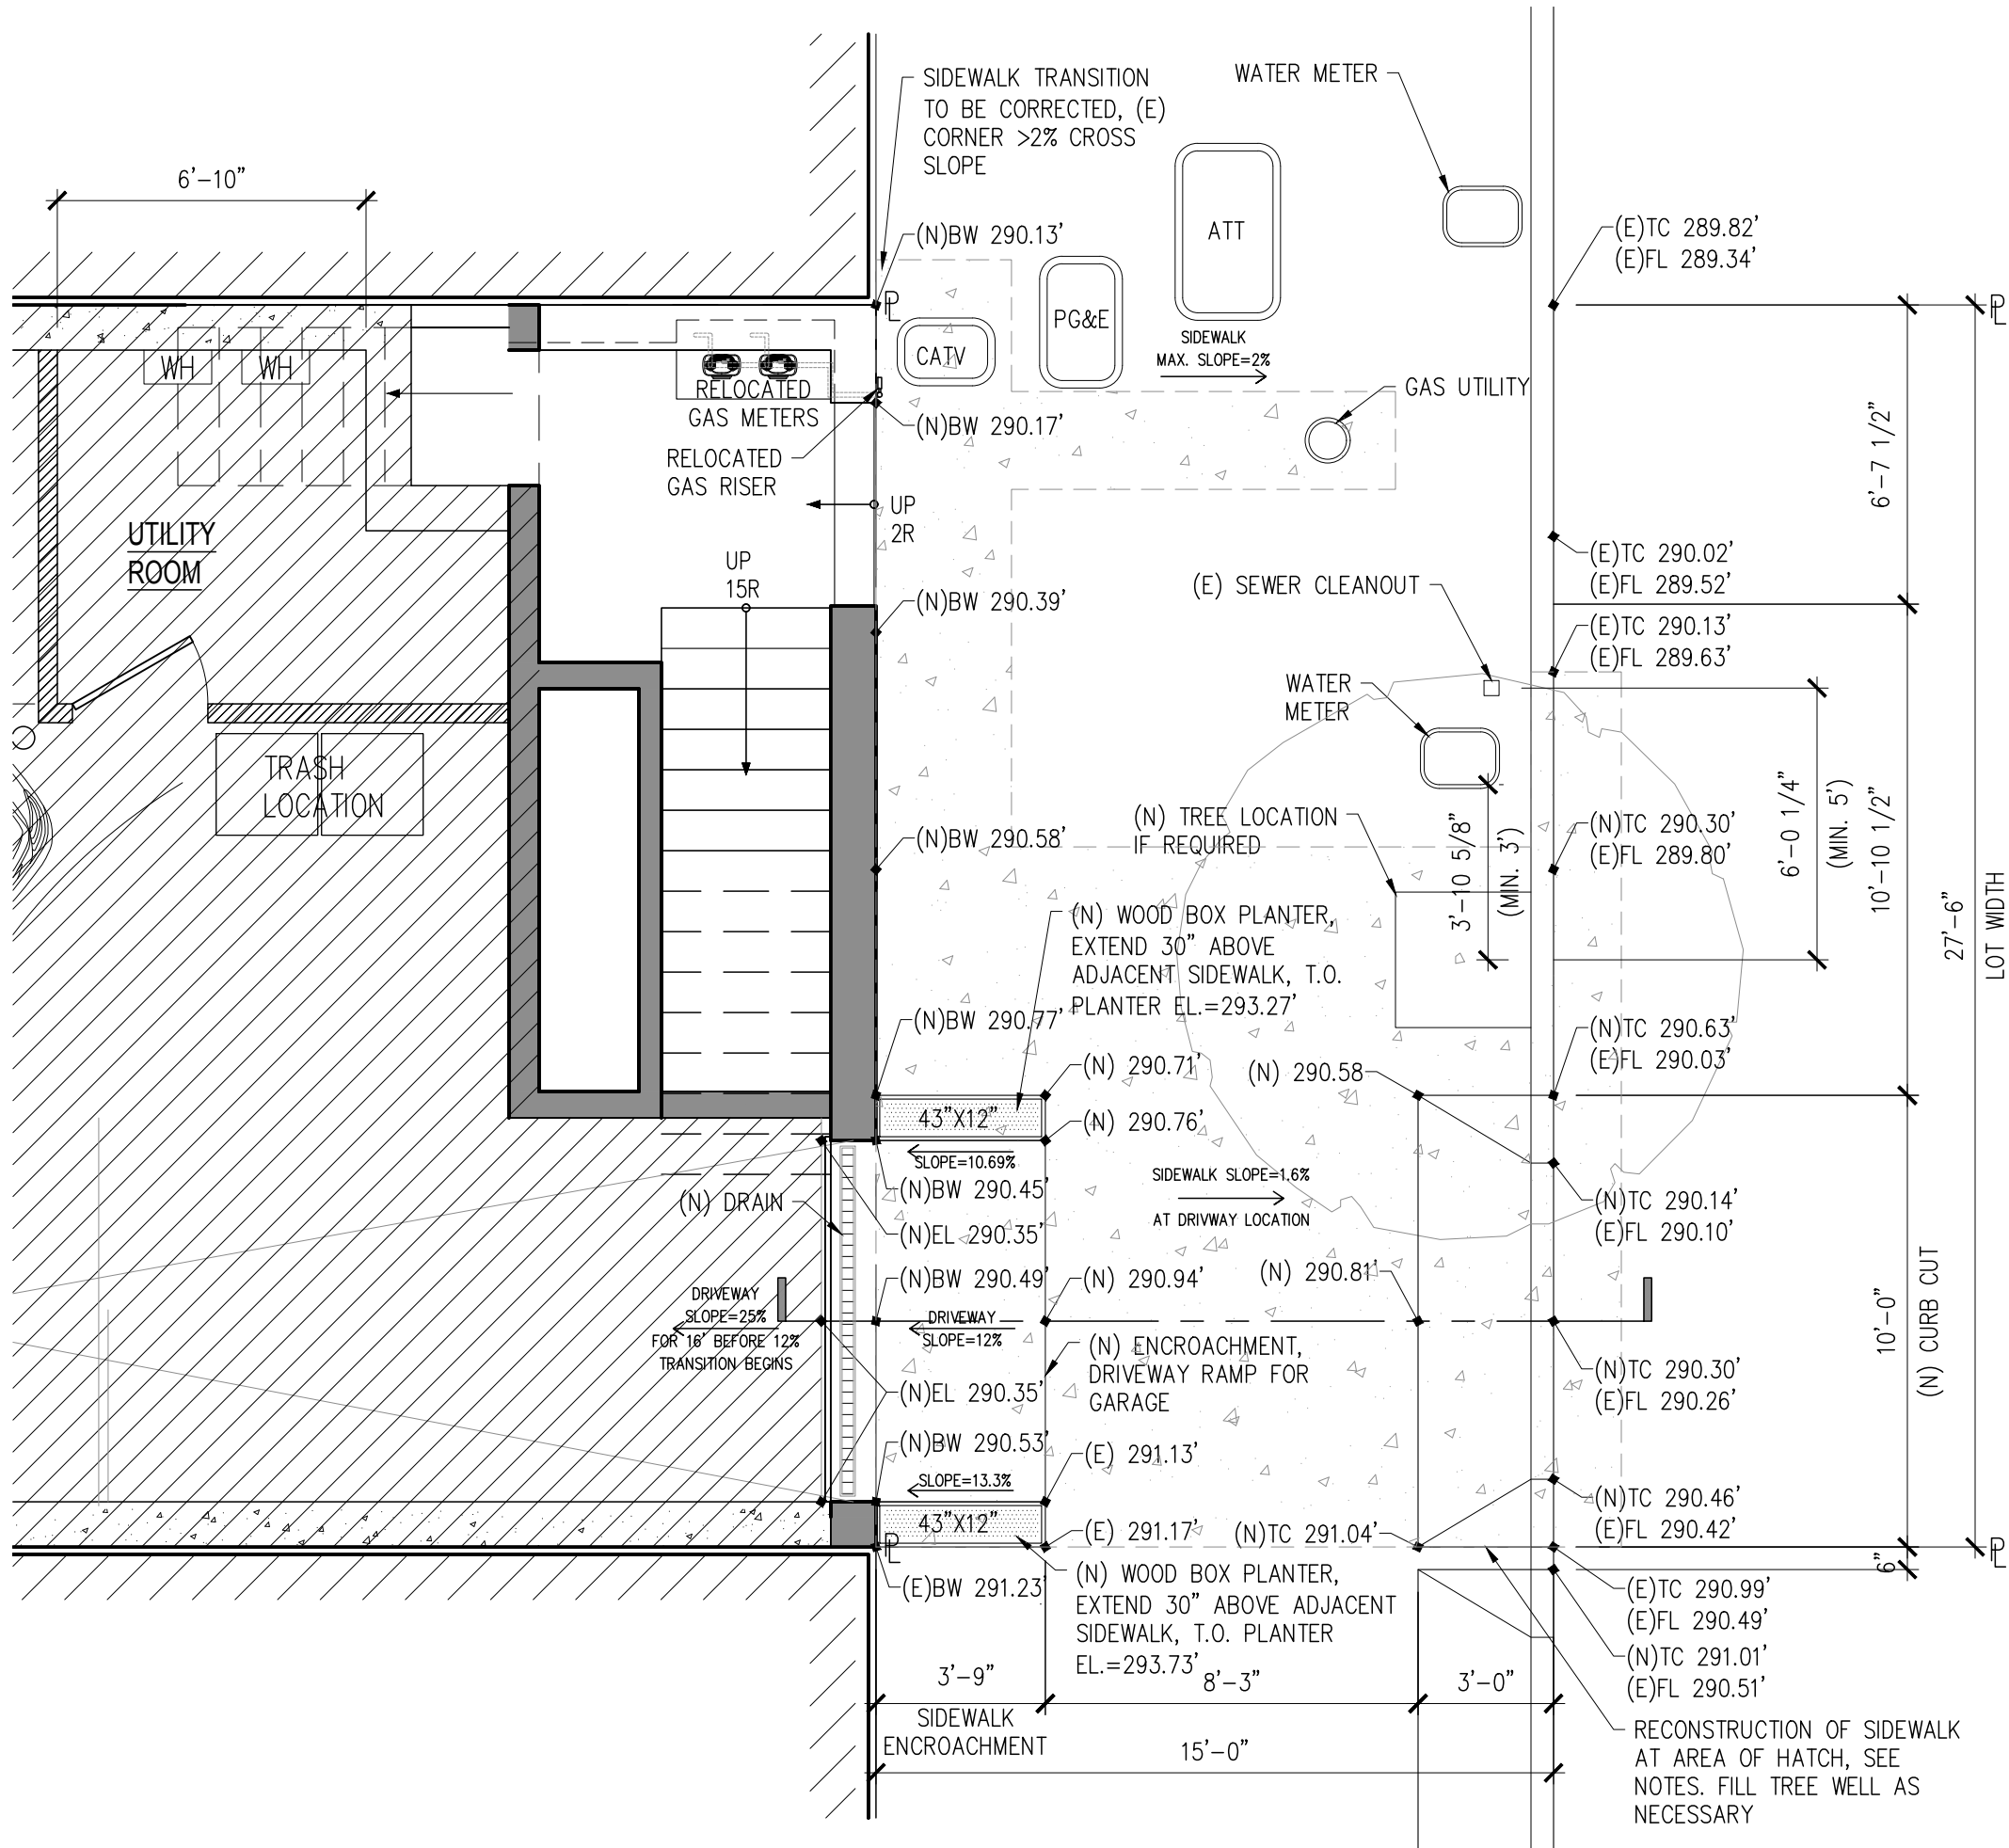 SIDEWALK TRANSITION
TO BE CORRECTED, (E)
CORNER >2% CROSS
SLOPE
WATER METER
6'-10"
(N)BW 290.13'
ATT
(E)TC 289.82'
(E)FL 289.34'
PL
PL
PG&E
SIDEWALK
MAX. SLOPE=2%
CATV
WH
WH
RELOCATED
GAS METERS
GAS UTILITY
(N)BW 290.17'
RELOCATED
GAS RISER
6'-7 1/2"
UP
2R
UTILITY
ROOM
UP
15R
(E)TC 290.02'
(E)FL 289.52'
(E) SEWER CLEANOUT
(N)BW 290.39'
(E)TC 290.13'
(E)FL 289.63'
WATER
METER
TRASH
LOCATION
(N) TREE LOCATION
IF REQUIRED
3'-10 5/8"
(MIN. 3')
6'-0 1/4"
(MIN. 5')
10'-10 1/2"
(N)BW 290.58'
(N)TC 290.30'
(E)FL 289.80'
27'-6"
LOT WIDTH
(N) WOOD BOX PLANTER,
EXTEND 30" ABOVE
ADJACENT SIDEWALK, T.O.
PLANTER EL.=293.27'
(N)BW 290.77'
(N)TC 290.63'
(E)FL 290.03'
(N) 290.71'
(N) 290.58
43"X12"
(N) 290.76'
SLOPE=10.69%
SIDEWALK SLOPE=1.6%
AT DRIVWAY LOCATION
(N)BW 290.45'
(N) DRAIN
(N)TC 290.14'
(E)FL 290.10'
(N)EL 290.35'
(N)BW 290.49'
(N) 290.94'
(N) 290.81'
DRIVEWAY
SLOPE=25%
FOR 16' BEFORE 12%
TRANSITION BEGINS
DRIVEWAY
SLOPE=12%
10'-0"
(N) CURB CUT
(N) ENCROACHMENT,
DRIVEWAY RAMP FOR
GARAGE
(N)TC 290.30'
(E)FL 290.26'
(N)EL 290.35'
(N)BW 290.53'
(E) 291.13'
SLOPE=13.3%
(N)TC 290.46'
(E)FL 290.42'
43"X12"
(E) 291.17'
(N)TC 291.04'
PL
PL
6"
(E)BW 291.23'
(N) WOOD BOX PLANTER,
EXTEND 30" ABOVE ADJACENT
SIDEWALK, T.O. PLANTER
EL.=293.73'
(E)TC 290.99'
(E)FL 290.49'
(N)TC 291.01'
(E)FL 290.51'
3'-9"
8'-3"
3'-0"
SIDEWALK
ENCROACHMENT
15'-0"
RECONSTRUCTION OF SIDEWALK
AT AREA OF HATCH, SEE
NOTES. FILL TREE WELL AS
NECESSARY